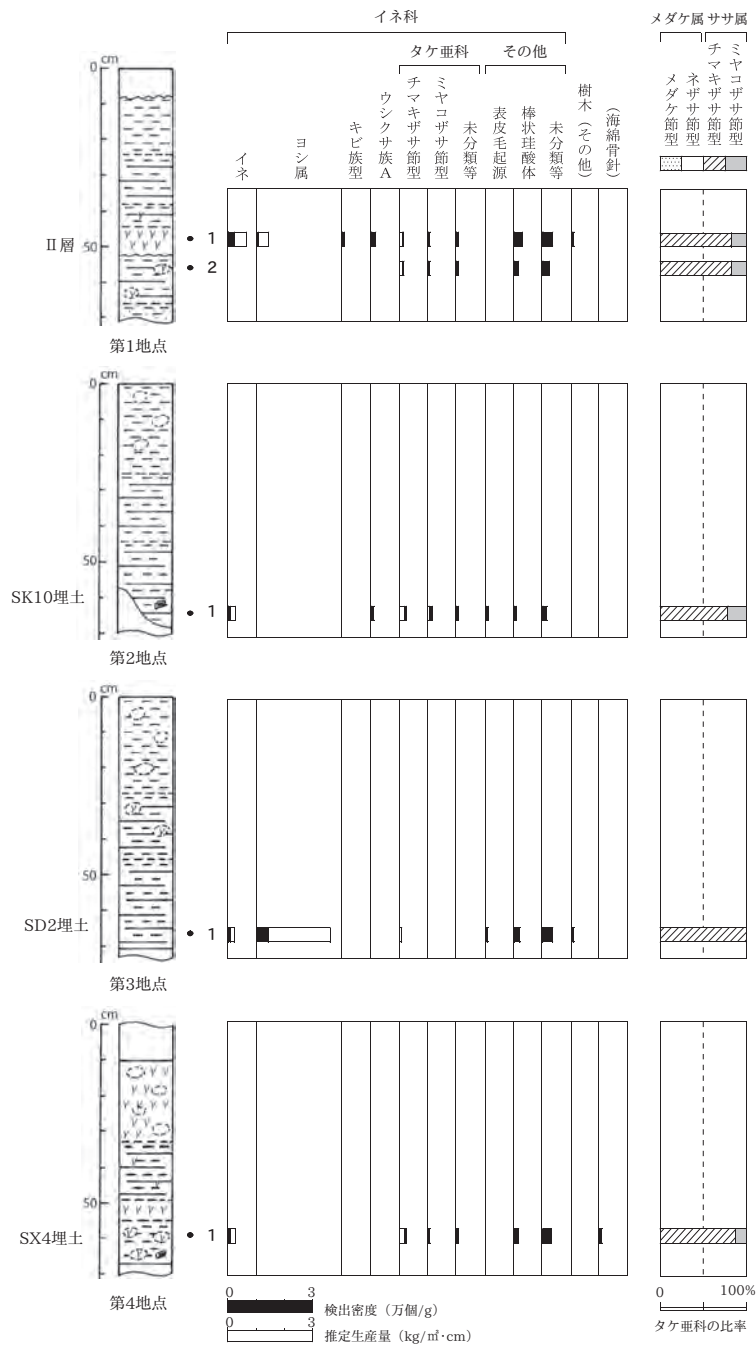 イネ科
メダケ属 ササ属
タケ亜科 その他
イネ
ヨシ属
キビ族型
ウシクサ族A
チマキザサ節型
ミヤコザサ節型
未分類等
表皮毛起源
棒状珪酸体
未分類等
樹木（その他）
（海綿骨針）
メダケ節型
ネザサ節型
チマキザサ節型
ミヤコザサ節型
cm
0
50
Ⅱ層
1
2
第1地点
cm
0
50
SK10埋土
1
第2地点
cm
0
50
SD2埋土
1
第3地点
cm
0
50
SX4埋土
1
第4地点
0 3
検出密度（万個/g）
0 3
推定生産量（kg/㎡･cm）
0 100%
タケ亜科の比率